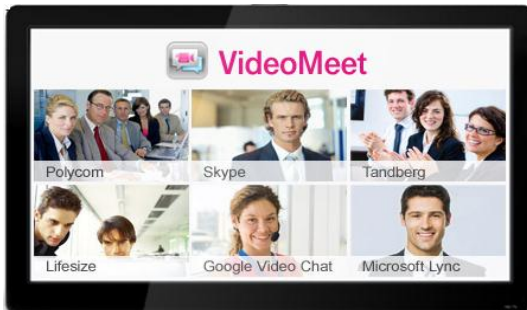 VideoMeet
Polycom
Skype
Tandberg
Lifesize
Google Video Chat
Microsoft Lync